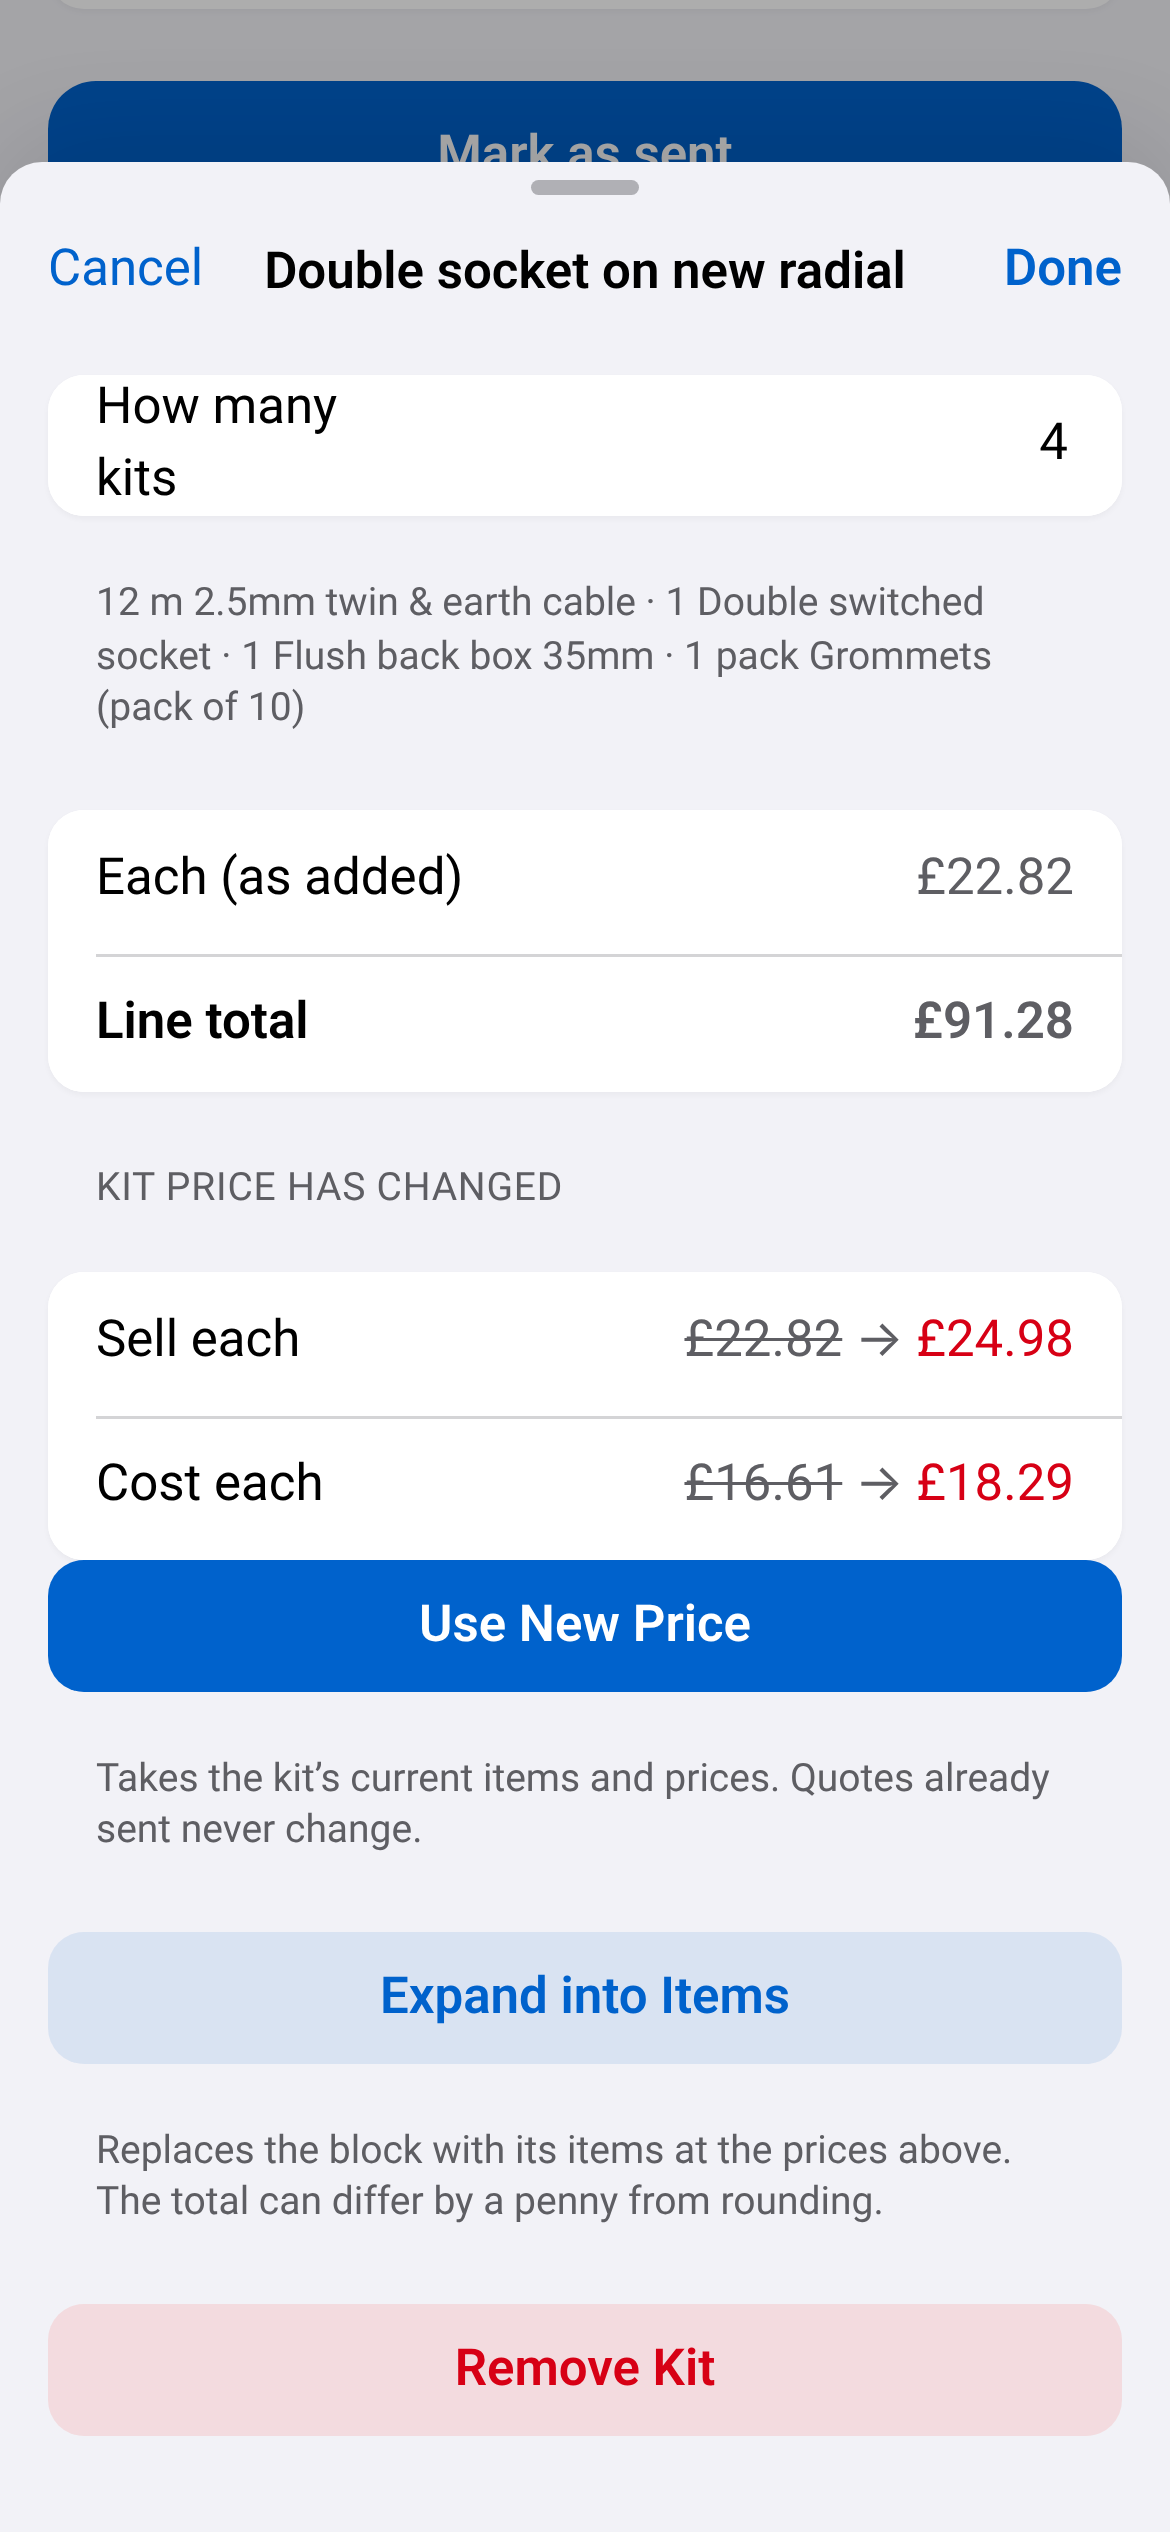 Mark as sent
Cancel
Double socket on new radial
Done
How many
kits
4
12 m 2.5mm twin & earth cable · 1 Double switched
socket · 1 Flush back box 35mm · 1 pack Grommets
(pack of 10)
Each (as added)
£22.82
Line total
£91.28
KIT PRICE HAS CHANGED
Sell each
£22.82 → £24.98
Cost each
£16.61 → £18.29
Use New Price
Takes the kit’s current items and prices. Quotes already
sent never change.
Expand into Items
Replaces the block with its items at the prices above.
The total can differ by a penny from rounding.
Remove Kit